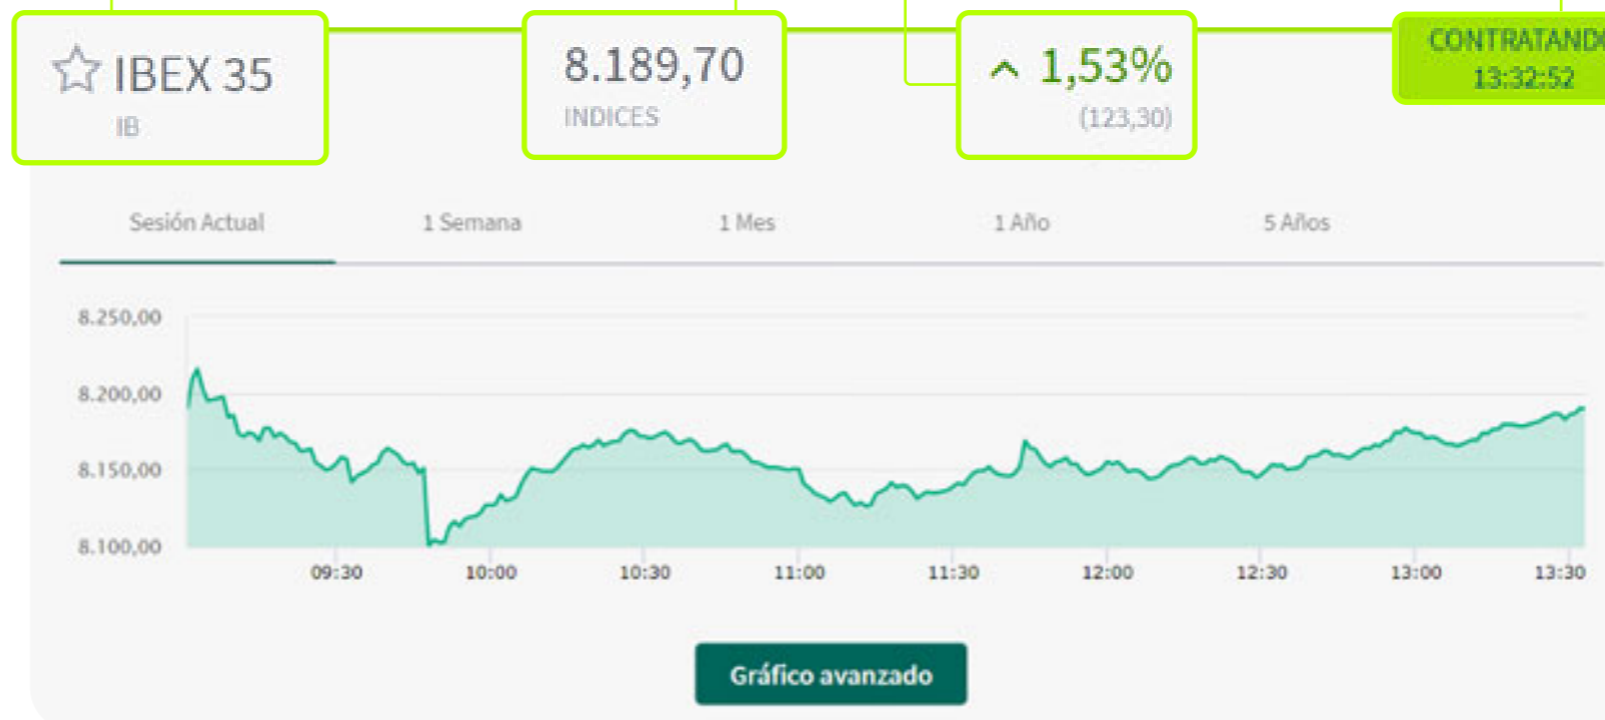 IBEX 35
IB
8.189,70
INDICES
1,53%
(123,30)
CONTRATANDO
13:32:52
Sesión Actual
1 Semana
1 Mes
1 Año
5 Años
8.250,00
8.200,00
8.150,00
8.100,00
09:30
10:00
10:30
11:00
11:30
12:00
12:30
13:00
13:30
Gráfico avanzado